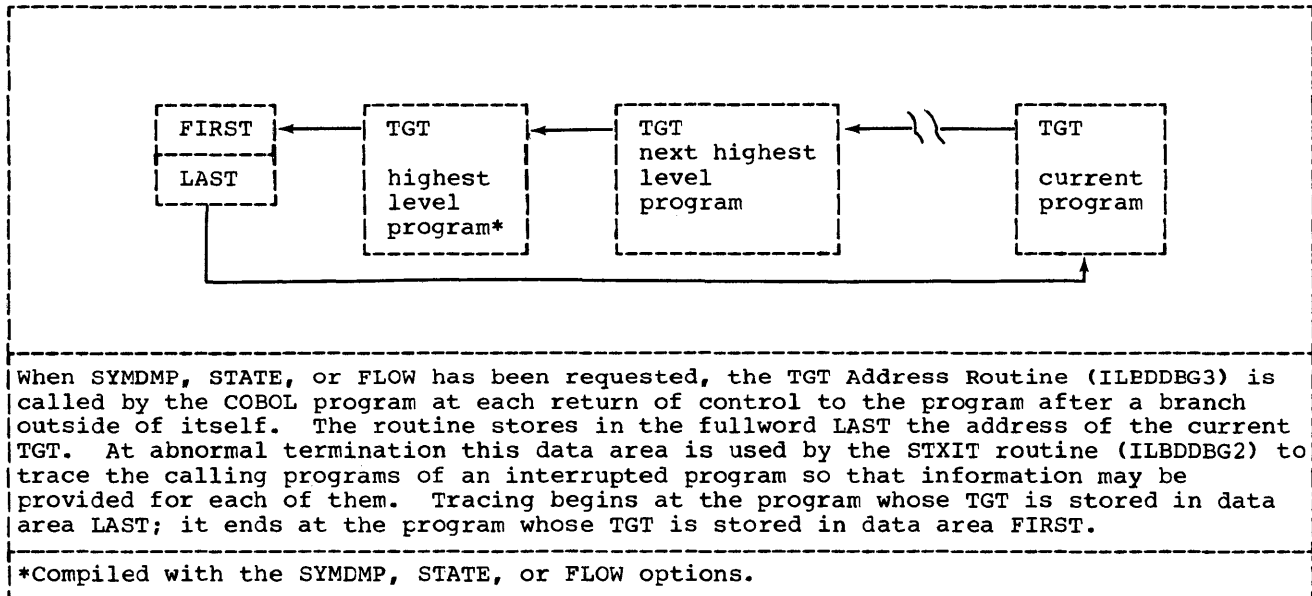 FIRST
LAST
TGT
highest
level
program*
TGT
next highest
level
program
TGT
current
program
When SYMDMP, STATE, or FLOW has been requested, the TGT Address Routine (ILBDDBG3) is
called by the COBOL program at each return of control to the program after a branch
outside of itself. The routine stores in the fullword LAST the address of the current
TGT. At abnormal termination this data area is used by the STXIT routine (ILBDDBG2) to
trace the calling programs of an interrupted program so that information may be
provided for each of them. Tracing begins at the program whose TGT is stored in data
area LAST; it ends at the program whose TGT is stored in data area FIRST.
*Compiled with the SYMDMP, STATE, or FLOW options.